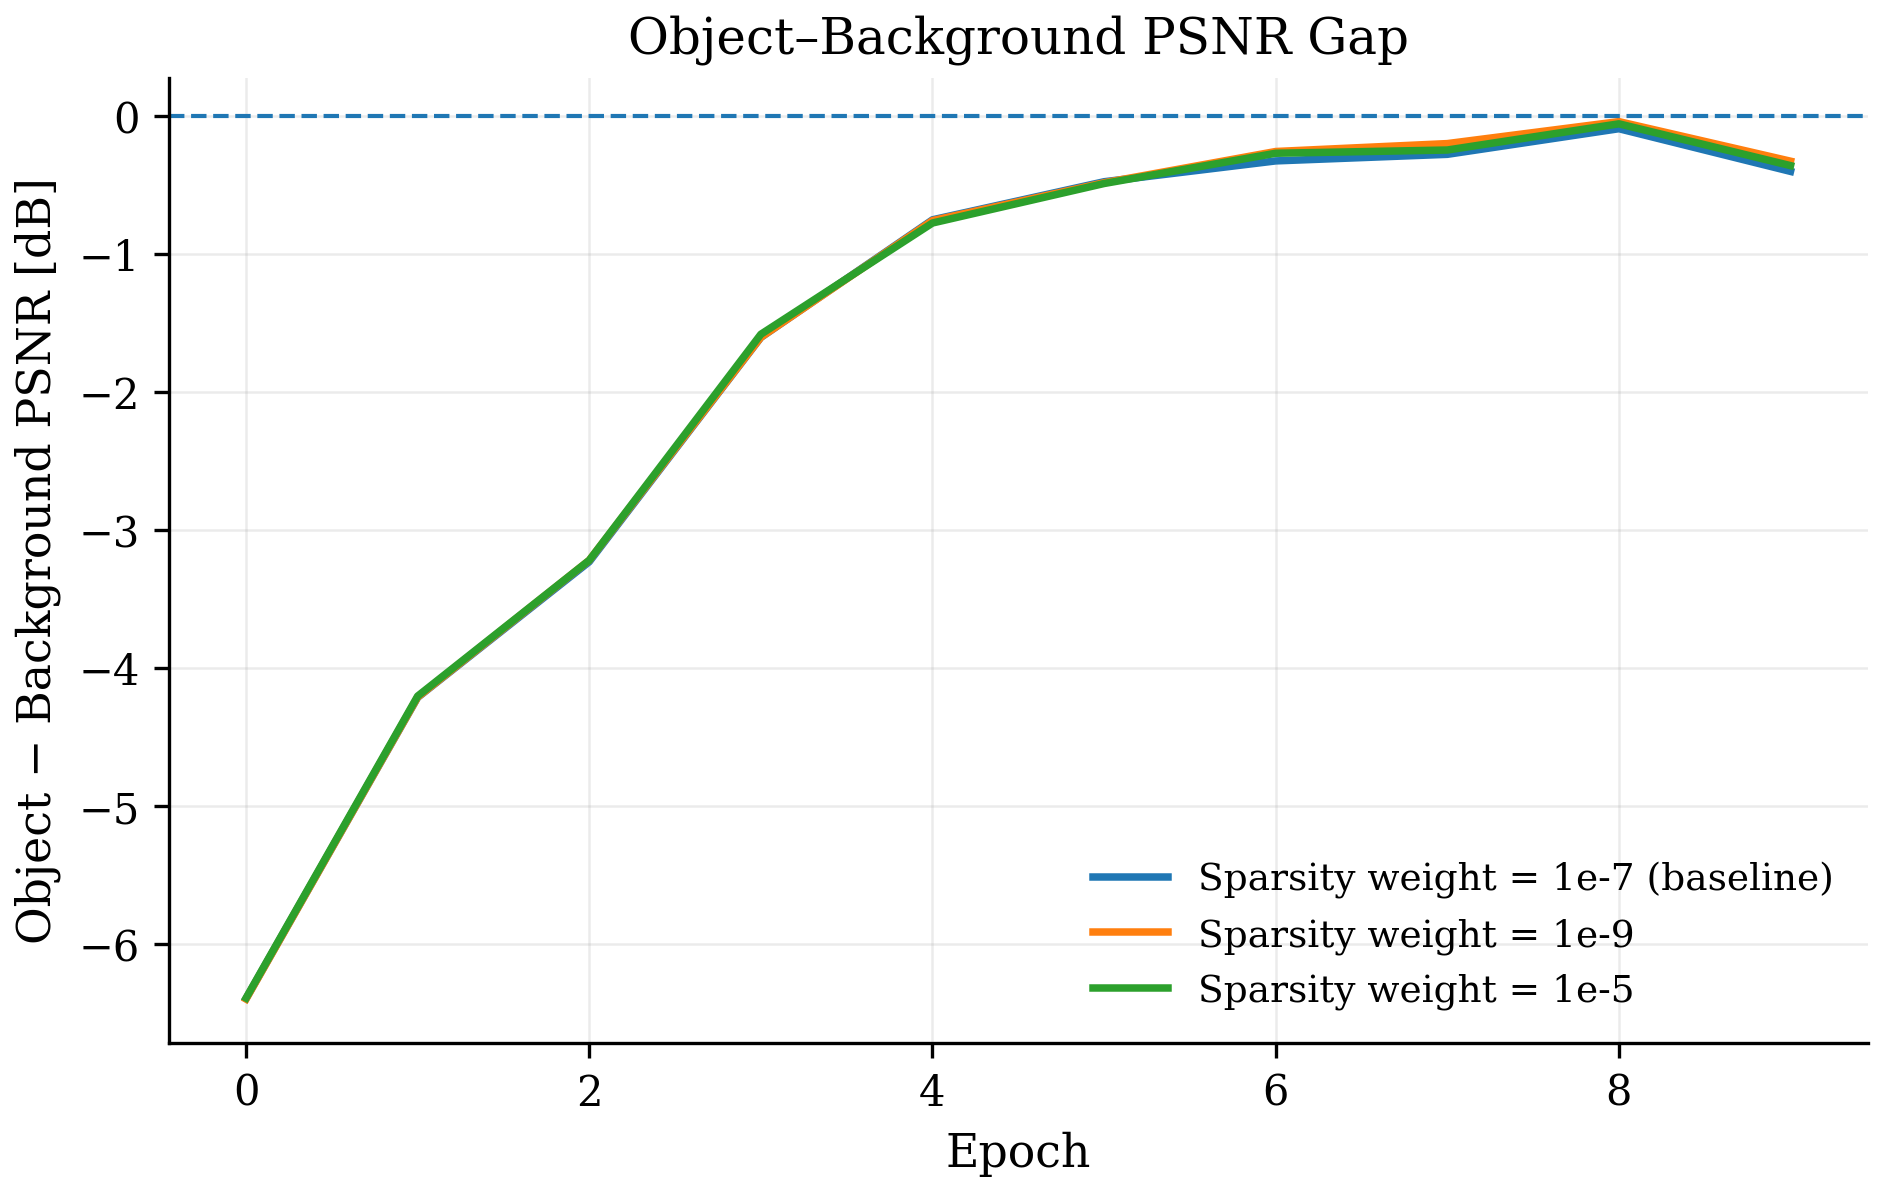 Object–Background PSNR Gap
Object − Background PSNR [dB]
0
−1
−2
−3
−4
−5
−6
Sparsity weight = 1e-7 (baseline)
Sparsity weight = 1e-9
Sparsity weight = 1e-5
0 2 4 6 8
Epoch